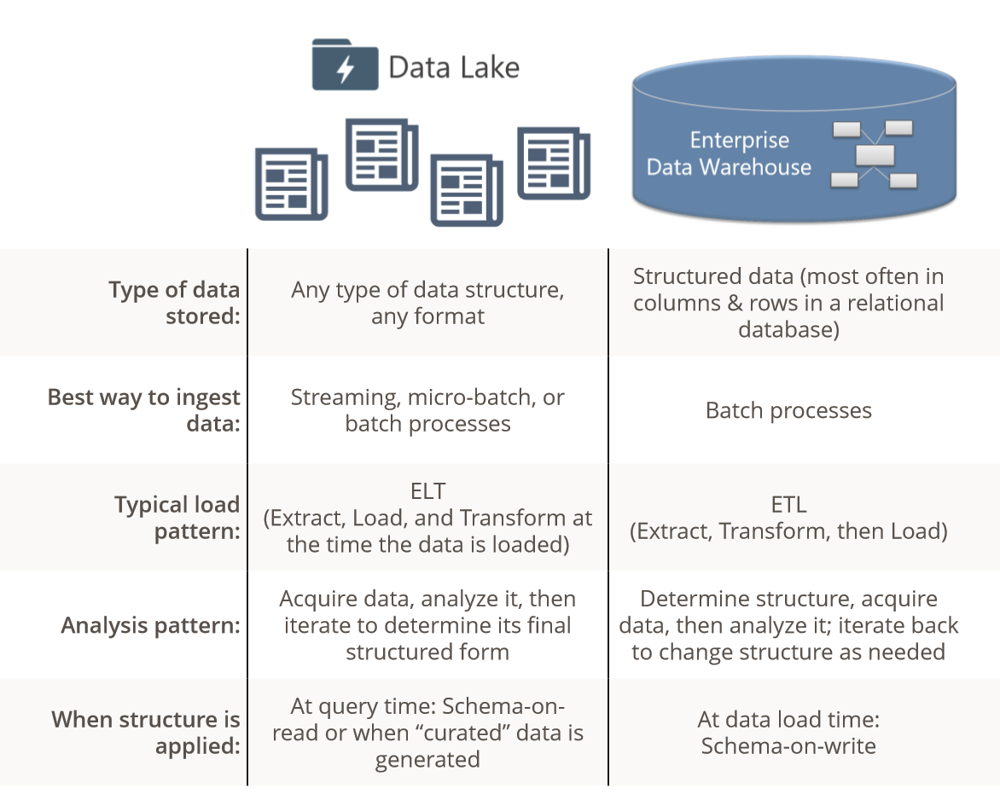 Data Lake
Enterprise
Data Warehouse
Type of data
stored:
Any type of data structure,
any format
Structured data (most often in
columns & rows in a relational
database)
Best way to ingest
data:
Streaming, micro-batch, or
batch processes
Batch processes
Typical load
pattern:
ELT
(Extract, Load, and Transform at
the time the data is loaded)
ETL
(Extract, Transform, then Load)
Analysis pattern:
Acquire data, analyze it, then
iterate to determine its final
structured form
Determine structure, acquire
data, then analyze it; iterate back
to change structure as needed
When structure is
applied:
At query time: Schema-on-
read or when “curated” data is
generated
At data load time:
Schema-on-write